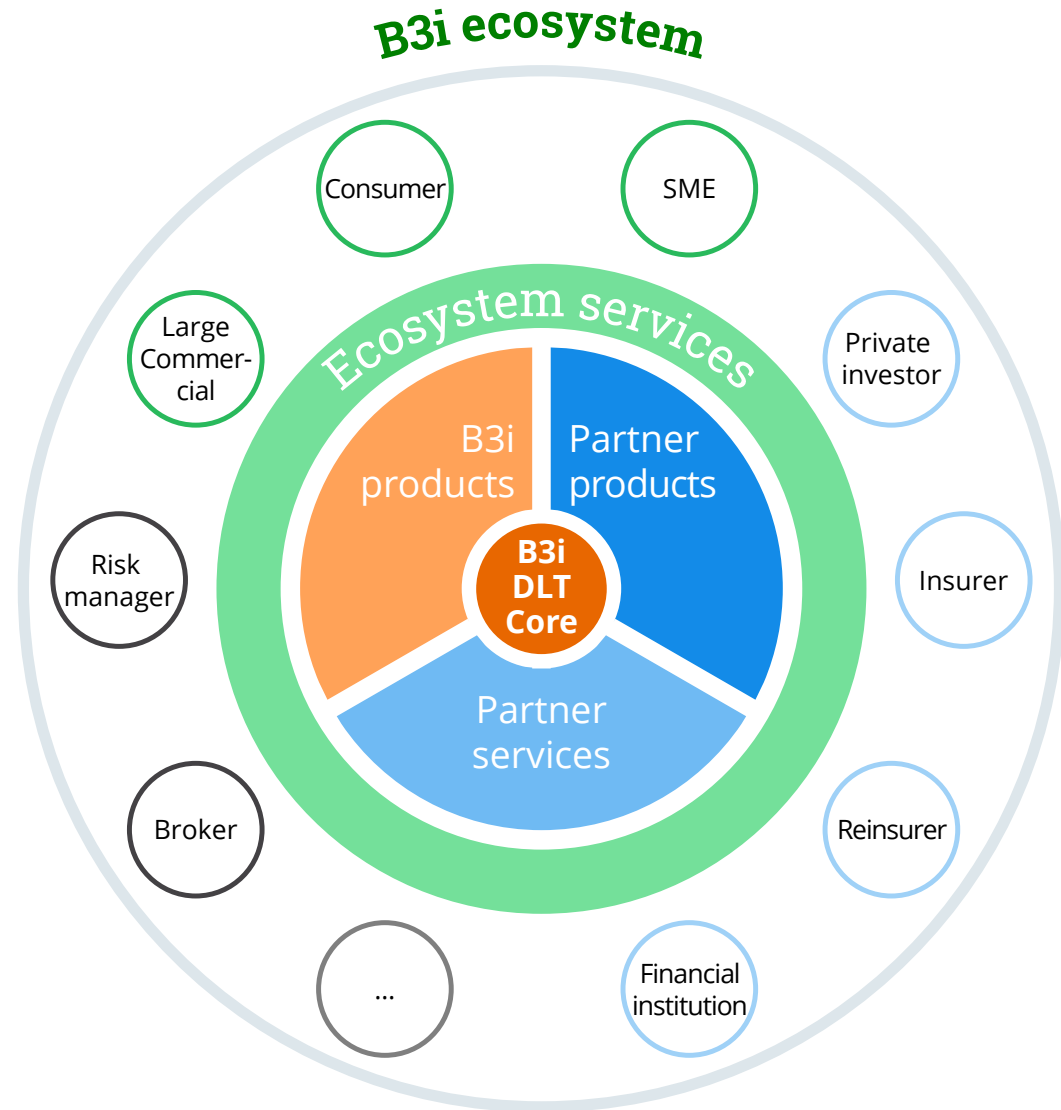 B3i ecosystem
Consumer
SME
Large
Commer-
cial
Ecosystem services
Private
investor
B3i
products
Partner
products
B3i
DLT
Core
Risk
manager
Insurer
Partner
services
Broker
Reinsurer
...
Financial
institution